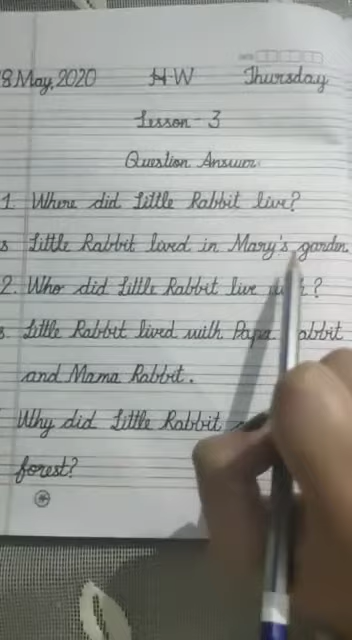 8 May, 2020 H W Thursday
Lesson - 3
Question Answer
1. Where did Little Rabbit live?
s Little Rabbit lived in Mary's garden.
2. Who did Little Rabbit live ?
s. Little Rabbit lived with Papa abbit
and Mama Rabbit.
Why did Little Rabbit
forest?